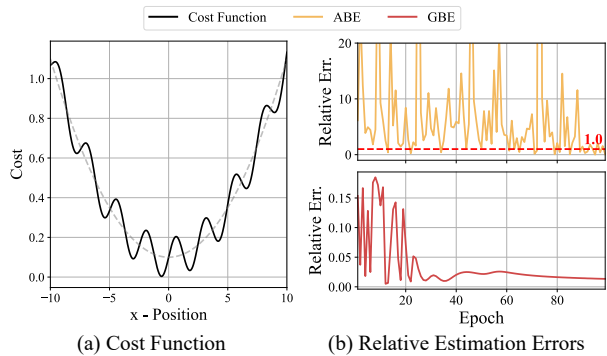 Cost Function ABE GBE
1.0
0.8
0.6
0.4
0.2
0.0
Cost
−10 −5 0 5 10
x - Position
(a) Cost Function
20
10
0
Relative Err.
1.0
0.15
0.10
0.05
0.00
Relative Err.
20 40 60 80
Epoch
(b) Relative Estimation Errors